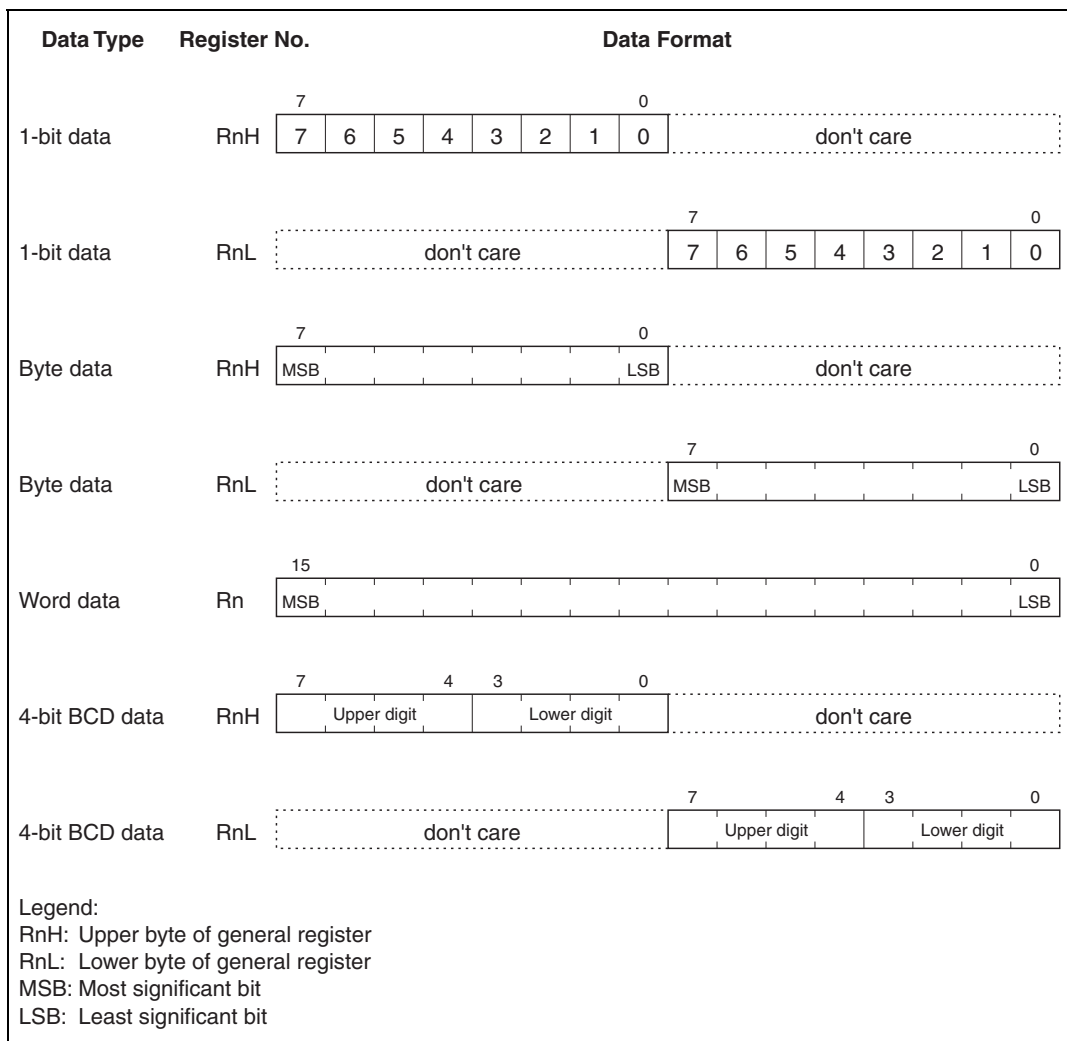 Data Type Register No. Data Format
7 0
1-bit data RnH 7 6 5 4 3 2 1 0 don't care
7 0
1-bit data RnL don't care 7 6 5 4 3 2 1 0
7 0
Byte data RnH MSB LSB don't care
7 0
Byte data RnL don't care MSB LSB
15 0
Word data Rn MSB LSB
7 4 3 0
4-bit BCD data RnH Upper digit Lower digit don't care
7 4 3 0
4-bit BCD data RnL don't care Upper digit Lower digit
Legend:
RnH: Upper byte of general register
RnL: Lower byte of general register
MSB: Most significant bit
LSB: Least significant bit